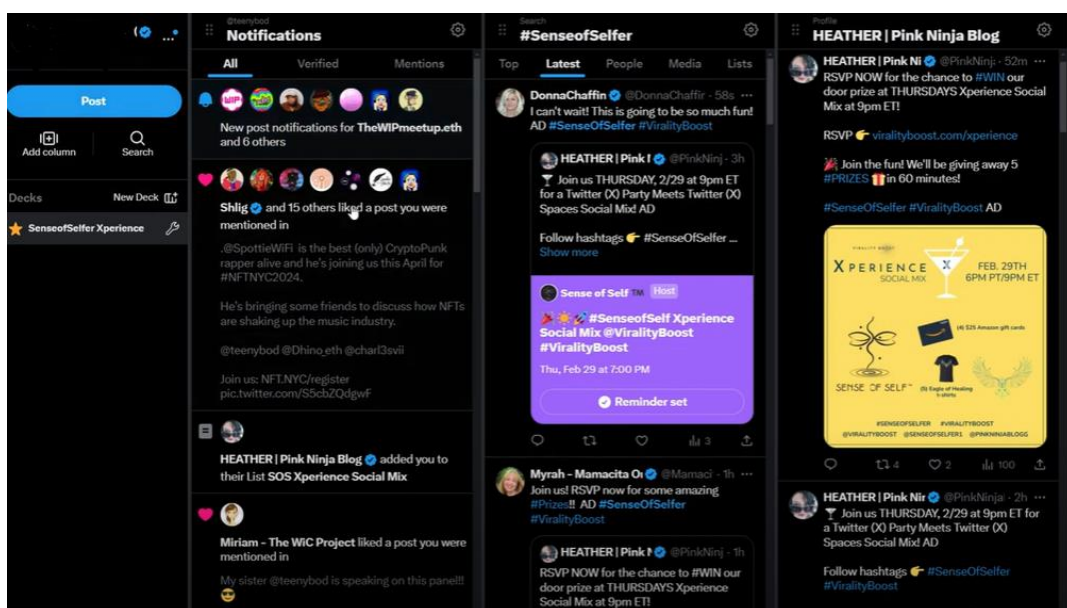 Post
Add column
Search
Decks
New Deck
SenseofSelfer Xperience
@teenybod
Notifications
All Verified Mentions
New post notifications for TheWIPmeetup.eth
and 6 others
Shlig and 15 others liked a post you were
mentioned in
.@SpottieWiFi is the best (only) CryptoPunk
rapper alive and he's joining us this April for
#NFTNYC2024.
He's bringing some friends to discuss how NFTs
are shaking up the music industry.
@teenybod @Dhino_eth @charl3svii
Join us: NFT.NYC/register
pic.twitter.com/S5cbZQdgwF
HEATHER | Pink Ninja Blog added you to
their List SOS Xperience Social Mix
Miriam - The WiC Project liked a post you were
mentioned in
My sister @teenybod is speaking on this panel!!!
Search
#SenseofSelfer
Top Latest People Media Lists
DonnaChaffin @DonnaChaffir · 58s
I can't wait! This is going to be so much fun!
AD #SenseOfSelfer #ViralityBoost
HEATHER | Pink N @PinkNinj · 3h
Join us THURSDAY, 2/29 at 9pm ET
for a Twitter (X) Party Meets Twitter (X)
Spaces Social Mix! AD
Follow hashtags #SenseOfSelfer ...
Show more
Sense of Self TM Host
#SenseofSelf Xperience
Social Mix @ViralityBoost
#ViralityBoost
Thu, Feb 29 at 7:00 PM
Reminder set
3
Myrah - Mamacita O @Mamaci · 1h
Join us! RSVP now for some amazing
#Prizes!! AD #SenseOfSelfer
#ViralityBoost
HEATHER | Pink N @PinkNinj · 1h
RSVP NOW for the chance to #WIN our
door prize at THURSDAYS Xperience
Social Mix at 9pm ET!
Profile
HEATHER | Pink Ninja Blog
HEATHER | Pink Ni @PinkNinj · 52m
RSVP NOW for the chance to #WIN our
door prize at THURSDAYS Xperience Social
Mix at 9pm ET!
RSVP viralityboost.com/xperience
Join the fun! We'll be giving away 5
#PRIZES in 60 minutes!
#SenseOfSelfer #ViralityBoost AD
VIRALITY BOOST
XPERIENCE
SOCIAL MIX
X
FEB. 29TH
6PM PT/9PM ET
(4) $25 Amazon gift cards
SENSE OF SELF™
(5) Eagle of Healing
t-shirts
#SENSEOFSELFER #VIRALITYBOOST
@VIRALITYBOOST @SENSEOFSELFER1 @PINKNINJABLOGG
4 2 100
HEATHER | Pink Nir @PinkNinja · 2h
Join us THURSDAY, 2/29 at 9pm ET for
a Twitter (X) Party Meets Twitter (X)
Spaces Social Mix! AD
Follow hashtags #SenseOfSelfer
#ViralityBoost